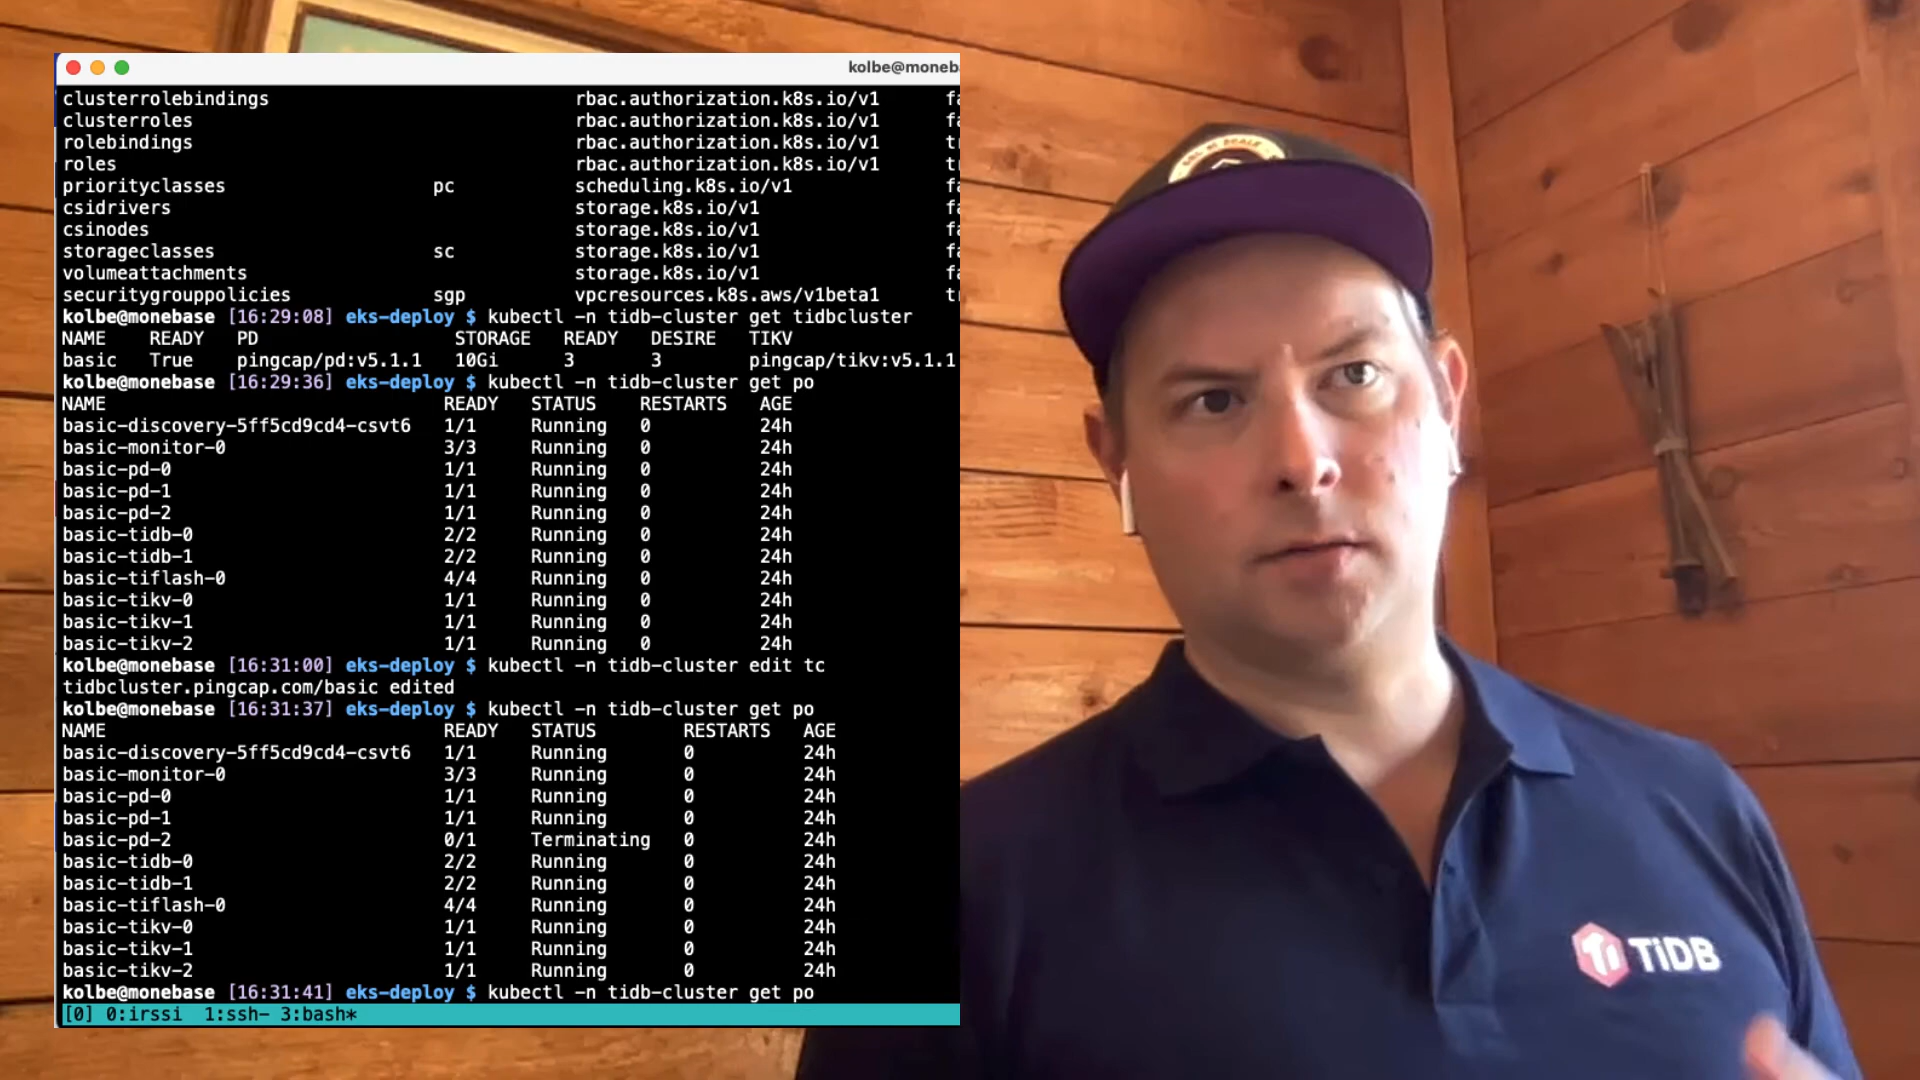 kolbe@moneb
clusterrolebindings rbac.authorization.k8s.io/v1 fa
clusterroles rbac.authorization.k8s.io/v1 fa
rolebindings rbac.authorization.k8s.io/v1 tr
roles rbac.authorization.k8s.io/v1 tr
priorityclasses pc scheduling.k8s.io/v1 fa
csidrivers storage.k8s.io/v1 fa
csinodes storage.k8s.io/v1 fa
storageclasses sc storage.k8s.io/v1 fa
volumeattachments storage.k8s.io/v1 fa
securitygrouppolicies sgp vpcresources.k8s.aws/v1beta1 tr
kolbe@monebase [16:29:08] eks-deploy $ kubectl -n tidb-cluster get tidbcluster
NAME READY PD STORAGE READY DESIRE TIKV
basic True pingcap/pd:v5.1.1 10Gi 3 3 pingcap/tikv:v5.1.1
kolbe@monebase [16:29:36] eks-deploy $ kubectl -n tidb-cluster get po
NAME READY STATUS RESTARTS AGE
basic-discovery-5ff5cd9cd4-csvt6 1/1 Running 0 24h
basic-monitor-0 3/3 Running 0 24h
basic-pd-0 1/1 Running 0 24h
basic-pd-1 1/1 Running 0 24h
basic-pd-2 1/1 Running 0 24h
basic-tidb-0 2/2 Running 0 24h
basic-tidb-1 2/2 Running 0 24h
basic-tiflash-0 4/4 Running 0 24h
basic-tikv-0 1/1 Running 0 24h
basic-tikv-1 1/1 Running 0 24h
basic-tikv-2 1/1 Running 0 24h
kolbe@monebase [16:31:00] eks-deploy $ kubectl -n tidb-cluster edit tc
tidbcluster.pingcap.com/basic edited
kolbe@monebase [16:31:37] eks-deploy $ kubectl -n tidb-cluster get po
NAME READY STATUS RESTARTS AGE
basic-discovery-5ff5cd9cd4-csvt6 1/1 Running 0 24h
basic-monitor-0 3/3 Running 0 24h
basic-pd-0 1/1 Running 0 24h
basic-pd-1 1/1 Running 0 24h
basic-pd-2 0/1 Terminating 0 24h
basic-tidb-0 2/2 Running 0 24h
basic-tidb-1 2/2 Running 0 24h
basic-tiflash-0 4/4 Running 0 24h
basic-tikv-0 1/1 Running 0 24h
basic-tikv-1 1/1 Running 0 24h
basic-tikv-2 1/1 Running 0 24h
kolbe@monebase [16:31:41] eks-deploy $ kubectl -n tidb-cluster get po
[0] 0:irssi 1:ssh- 3:bash*
TiDB